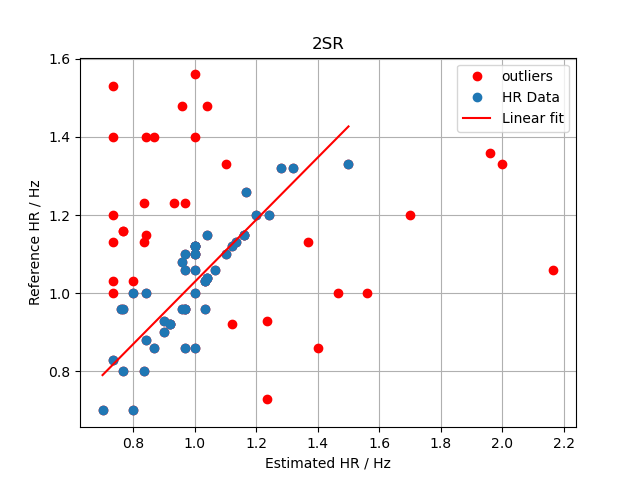 2SR
outliers
HR Data
Linear fit
Reference HR / Hz
1.6
1.4
1.2
1.0
0.8
0.8 1.0 1.2 1.4 1.6 1.8 2.0 2.2
Estimated HR / Hz